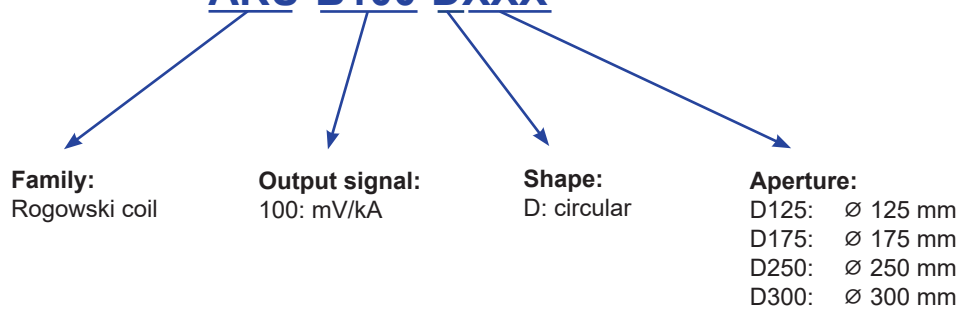 DXXX
Family:
Rogowski coil
Output signal:
100: mV/kA
Shape:
D: circular
Aperture:
D125: ∅ 125 mm
D175: ∅ 175 mm
D250: ∅ 250 mm
D300: ∅ 300 mm